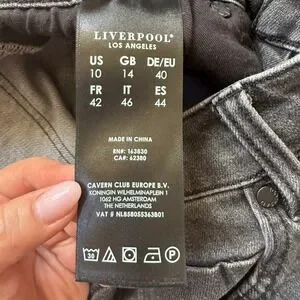 LIVERPOOL®
LOS ANGELES
US GB DE/EU
10 14 40
FR IT ES
42 46 44
MADE IN CHINA
RN#: 163830
CA#: 62380
CAVERN CLUB EUROPE B.V.
KONINGIN WILHELMINAPLEIN 1
1062 HG AMSTERDAM
THE NETHERLANDS
VAT # NL858055363B01
30 P